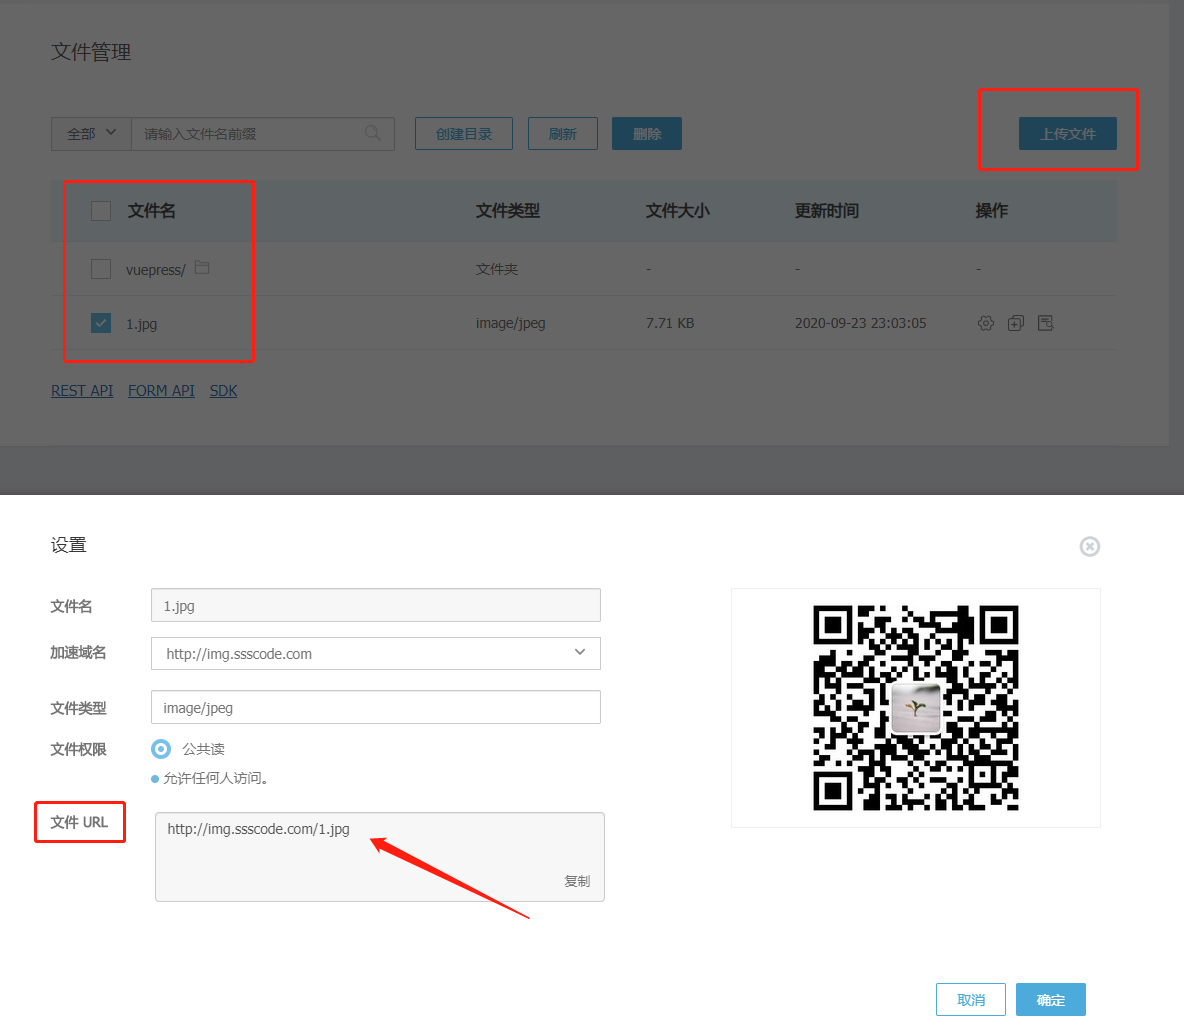 文件管理
全部 请输入文件名前缀 创建目录 刷新 删除 上传文件
文件名 文件类型 文件大小 更新时间 操作
vuepress/ 文件夹 - - -
1.jpg image/jpeg 7.71 KB 2020-09-23 23:03:05
REST API FORM API SDK
设置
文件名 1.jpg
加速域名 http://img.ssscode.com
文件类型 image/jpeg
文件权限 公共读
允许任何人访问。
文件 URL http://img.ssscode.com/1.jpg
复制
取消 确定